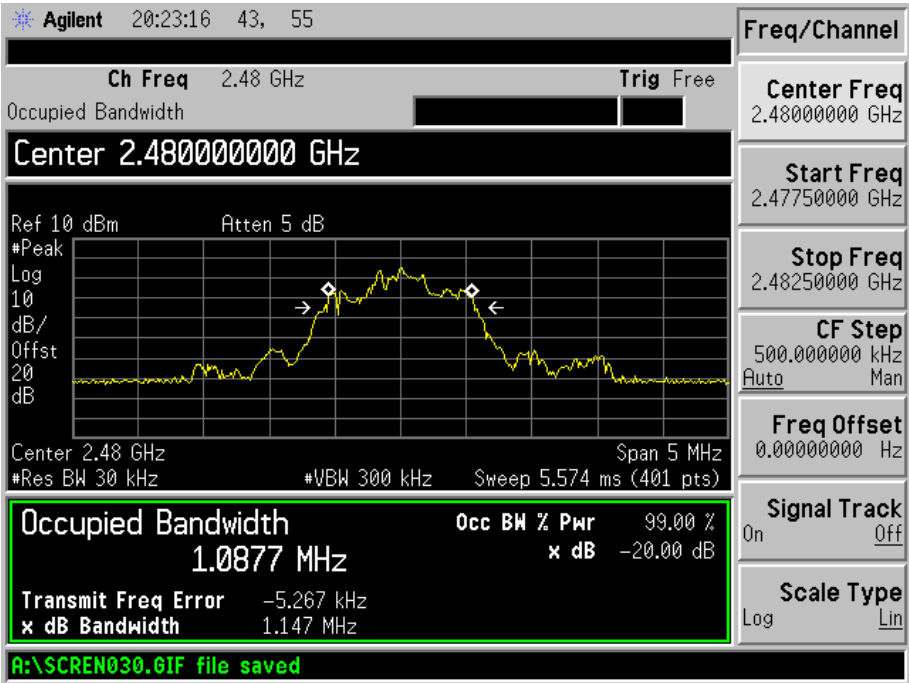 Agilent 20:23:16 43, 55
Ch Freq 2.48 GHz Trig Free
Occupied Bandwidth
Center 2.480000000 GHz
Ref 10 dBm Atten 5 dB
#Peak
Log
10
dB/
Offst
20
dB
Center 2.48 GHz Span 5 MHz
#Res BW 30 kHz #VBW 300 kHz Sweep 5.574 ms (401 pts)
Occupied Bandwidth
1.0877 MHz
Occ BW % Pwr 99.00 %
x dB -20.00 dB
Transmit Freq Error -5.267 kHz
x dB Bandwidth 1.147 MHz
A:\SCREN030.GIF file saved
Freq/Channel
Center Freq
2.48000000 GHz
Start Freq
2.47750000 GHz
Stop Freq
2.48250000 GHz
CF Step
500.000000 kHz
Auto Man
Freq Offset
0.00000000 Hz
Signal Track
On Off
Scale Type
Log Lin